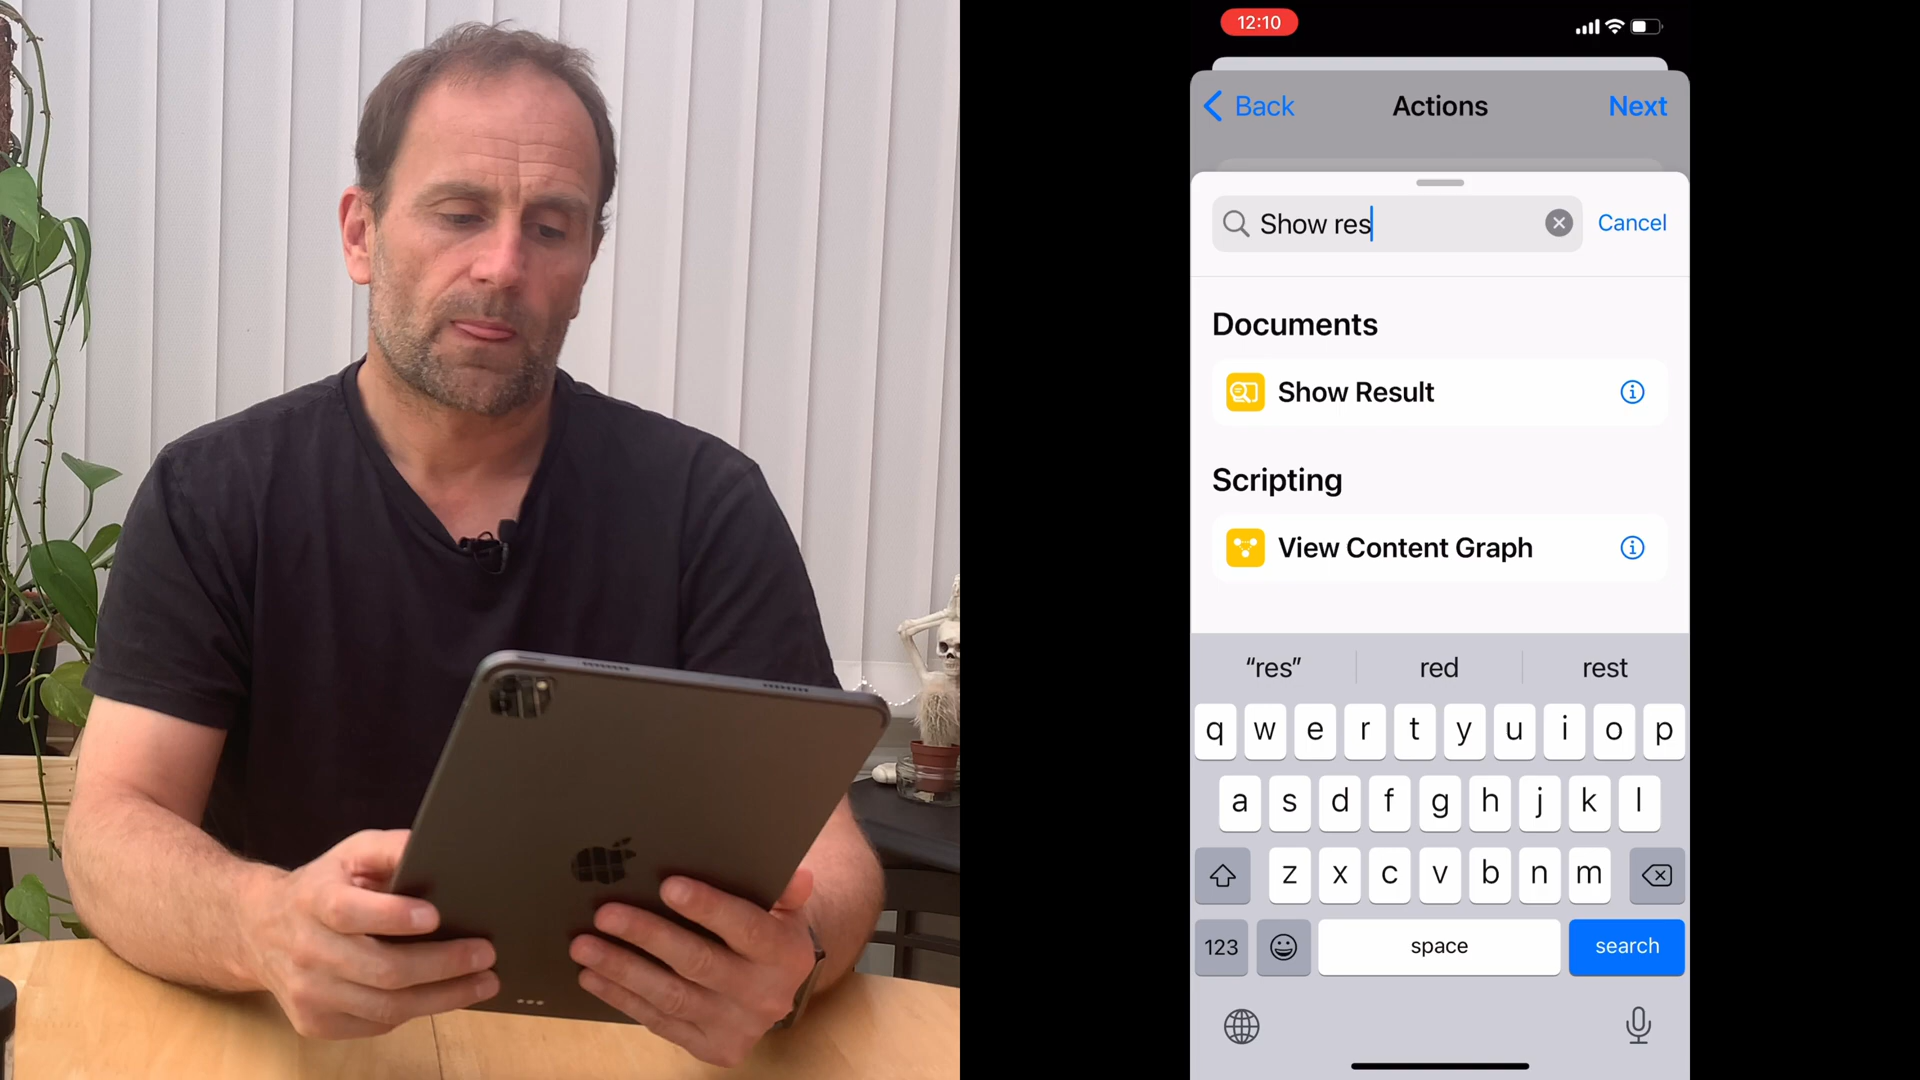 12:10
Back Actions Next
Show res Cancel
Documents
Show Result
Scripting
View Content Graph
“res” red rest
q w e r t y u i o p
a s d f g h j k l
z x c v b n m
123 space search